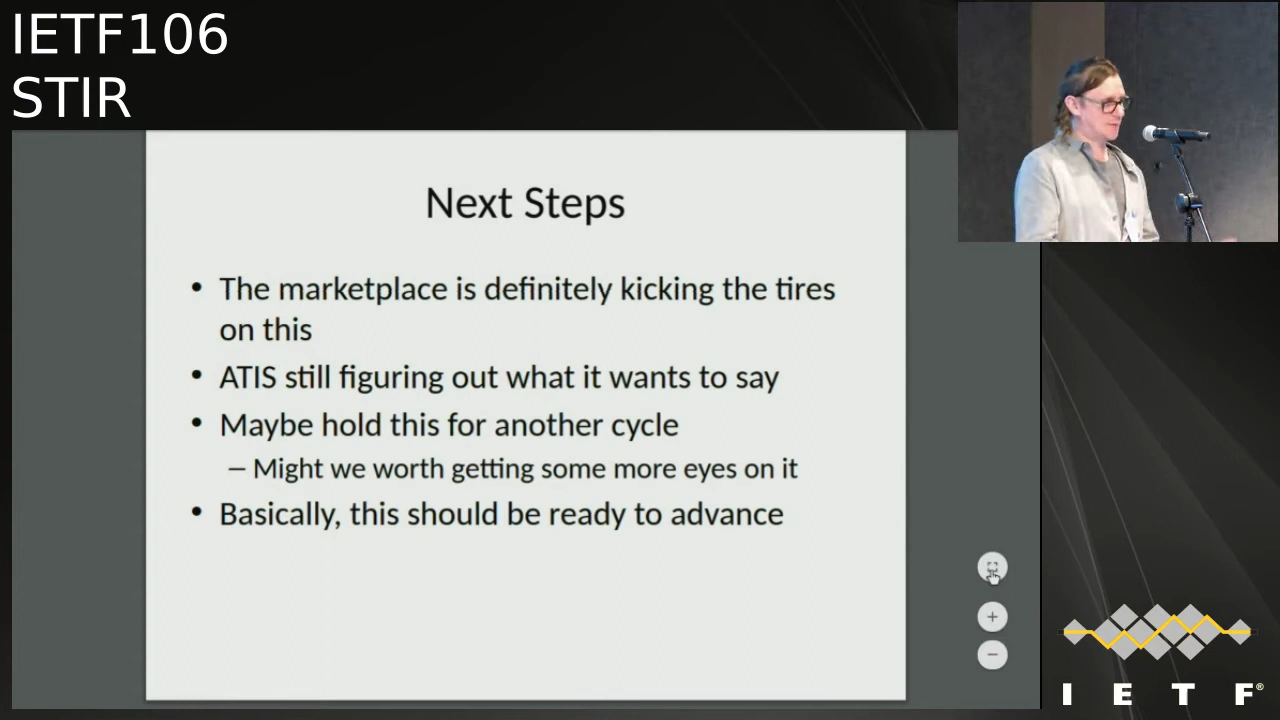 IETF106
STIR
Next Steps
• The marketplace is definitely kicking the tires
on this
• ATIS still figuring out what it wants to say
• Maybe hold this for another cycle
– Might we worth getting some more eyes on it
• Basically, this should be ready to advance
I E T F®